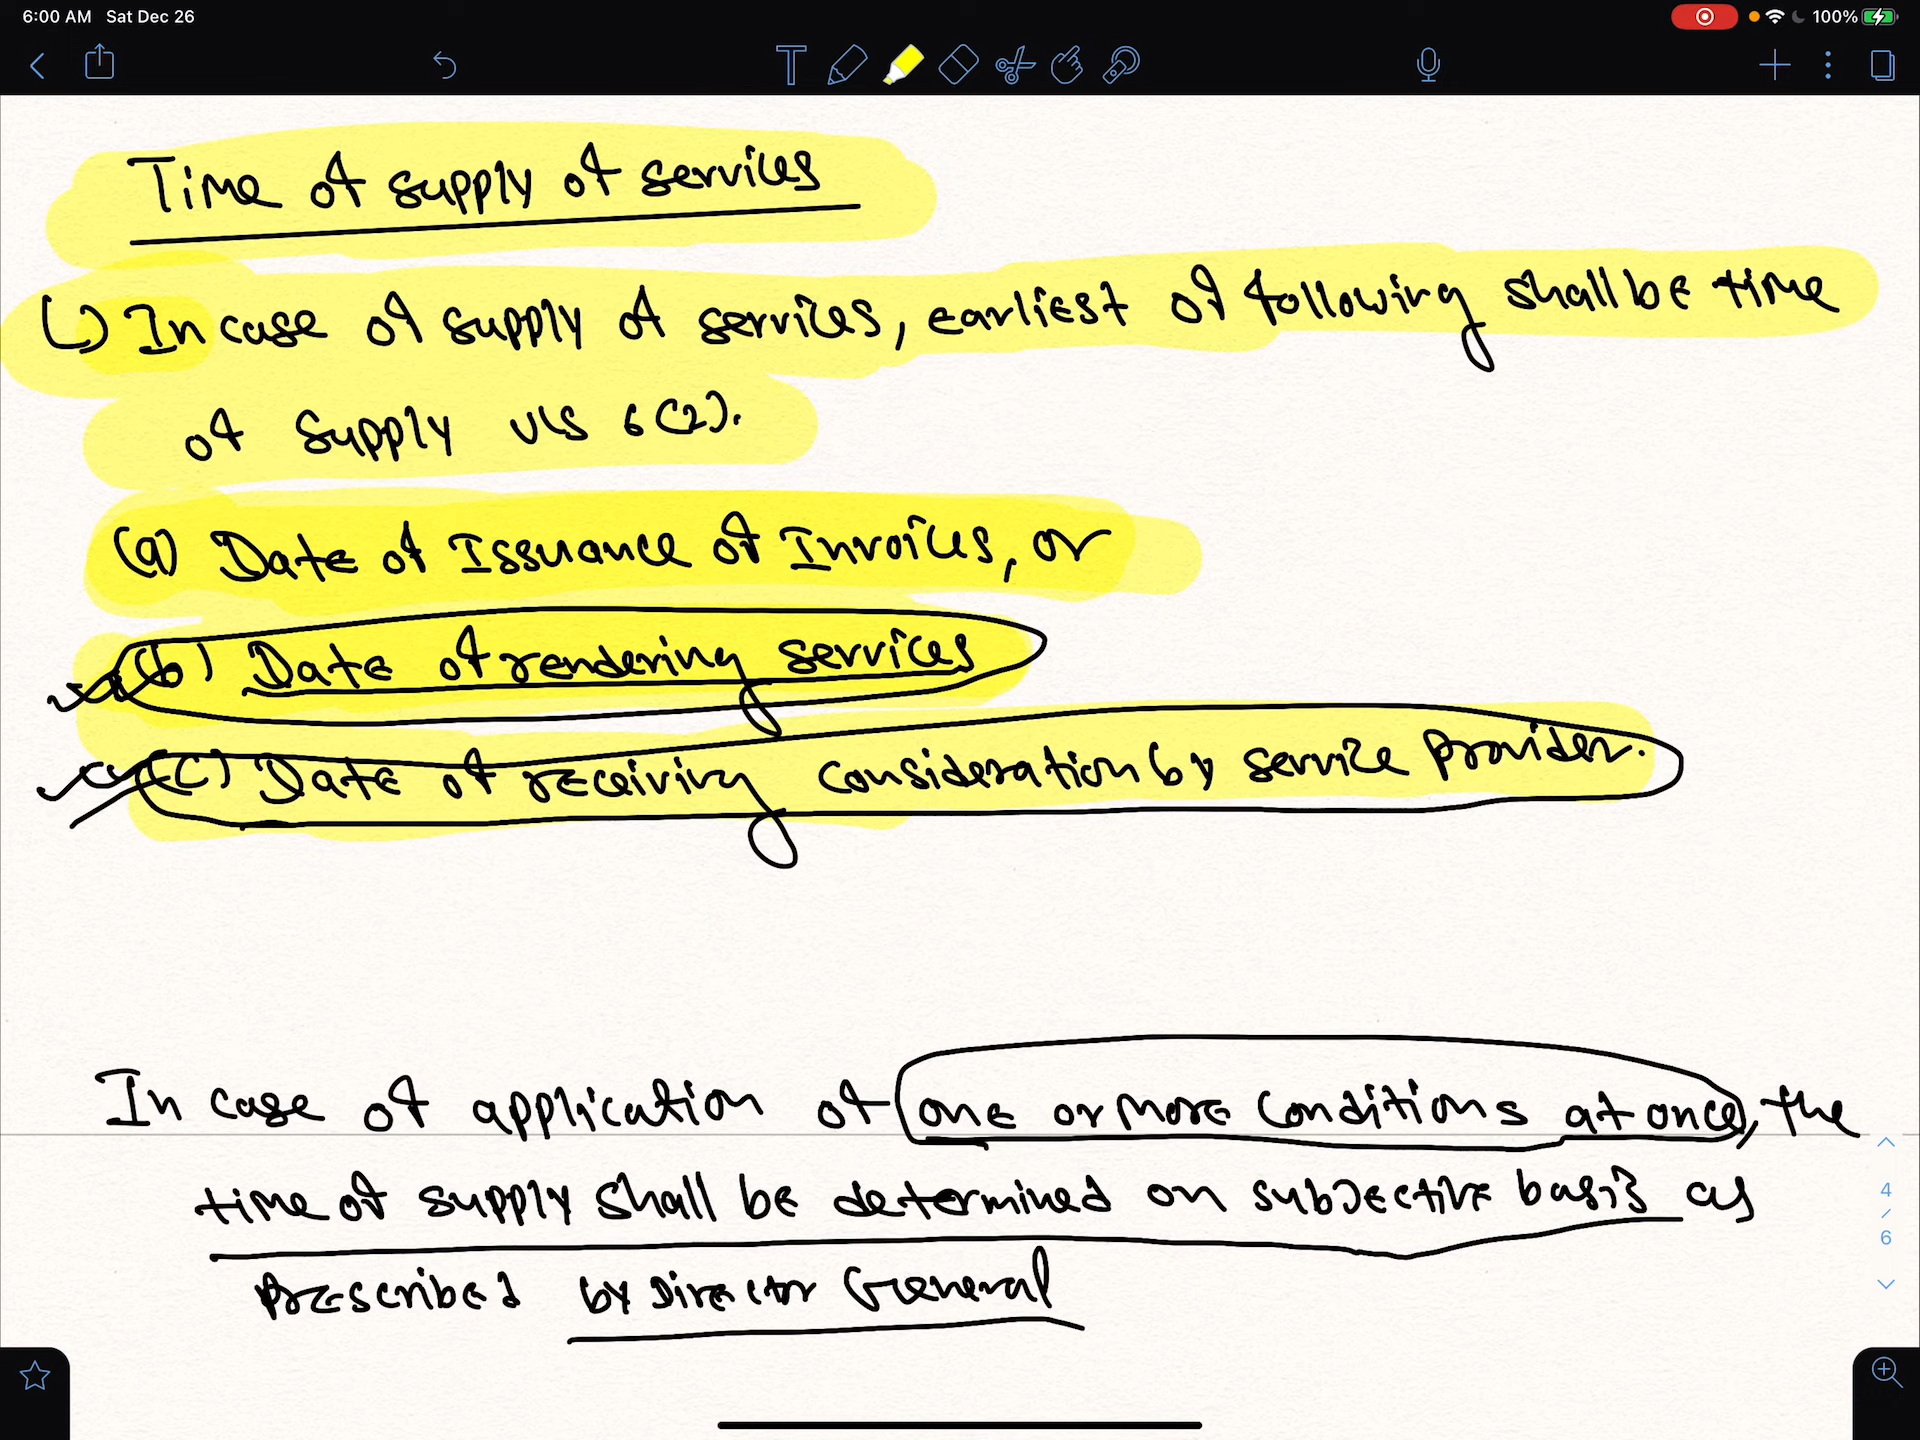 6:00 AM Sat Dec 26
100%
Time of supply of services
(1) In case of supply of services, earliest of following shall be time
of supply u/s 6(2).
(a) Date of Issuance of Invoices, or
(b) Date of rendering services
(c) Date of receiving consideration by service provider.
In case of application of one or more conditions at once, the
time of supply shall be determined on subjective basis as
Prescribed by Director General
4
/
6